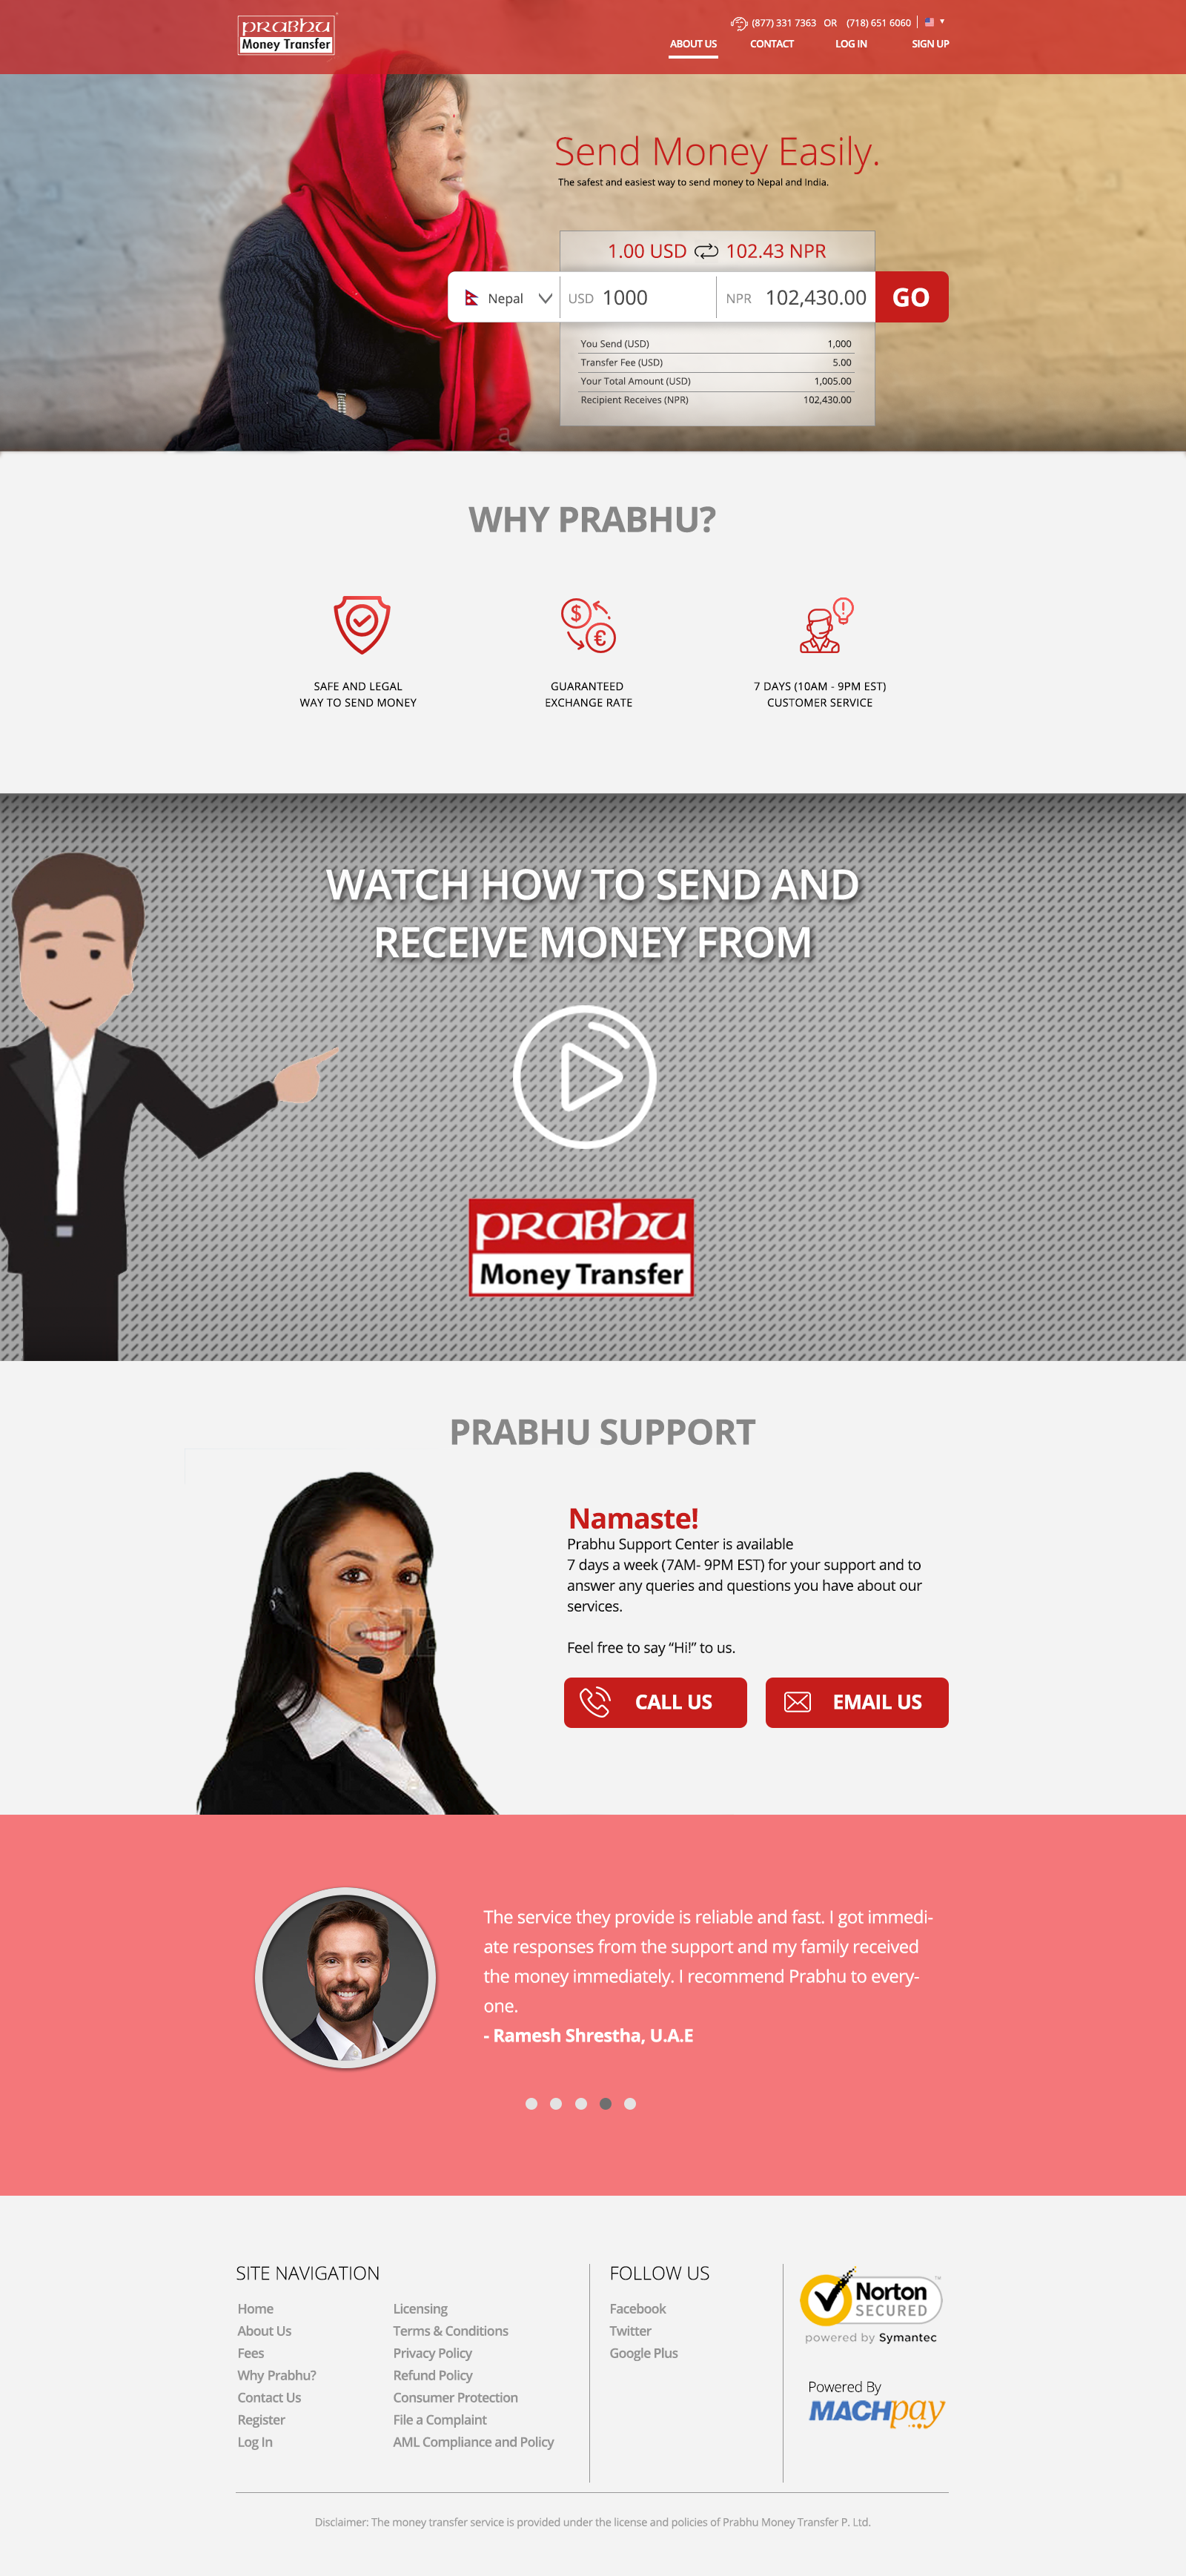 prabhu
Money Transfer
(877) 331 7363 OR (718) 651 6060
ABOUT US CONTACT LOG IN SIGN UP
Send Money Easily.
The safest and easiest way to send money to Nepal and India.
1.00 USD 102.43 NPR
Nepal USD 1000 NPR 102,430.00 GO
You Send (USD) 1,000
Transfer Fee (USD) 5.00
Your Total Amount (USD) 1,005.00
Recipient Receives (NPR) 102,430.00
a
WHY PRABHU?
SAFE AND LEGAL
WAY TO SEND MONEY
GUARANTEED
EXCHANGE RATE
7 DAYS (10AM - 9PM EST)
CUSTOMER SERVICE
WATCH HOW TO SEND AND
RECEIVE MONEY FROM
prabhu
Money Transfer
PRABHU SUPPORT
Namaste!
Prabhu Support Center is available
7 days a week (7AM- 9PM EST) for your support and to
answer any queries and questions you have about our
services.
Feel free to say “Hi!” to us.
CALL US EMAIL US
The service they provide is reliable and fast. I got immedi-
ate responses from the support and my family received
the money immediately. I recommend Prabhu to every-
one.
- Ramesh Shrestha, U.A.E
SITE NAVIGATION
Home
About Us
Fees
Why Prabhu?
Contact Us
Register
Log In
Licensing
Terms & Conditions
Privacy Policy
Refund Policy
Consumer Protection
File a Complaint
AML Compliance and Policy
FOLLOW US
Facebook
Twitter
Google Plus
Norton
SECURED
powered by Symantec
Powered By
MACHpay
Disclaimer: The money transfer service is provided under the license and policies of Prabhu Money Transfer P. Ltd.